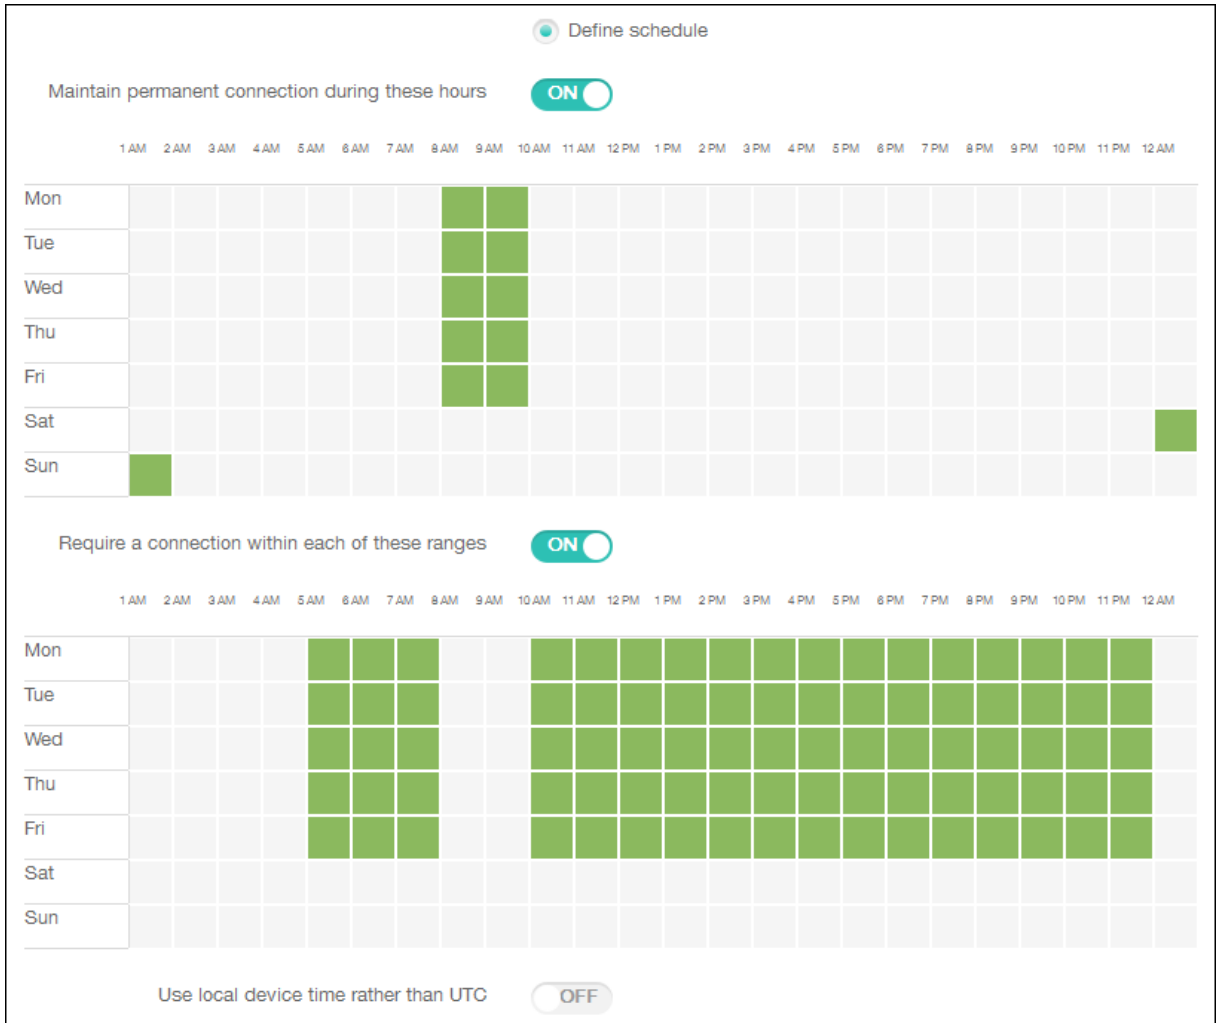 Define schedule
Maintain permanent connection during these hours ON
1 AM 2 AM 3 AM 4 AM 5 AM 6 AM 7 AM 8 AM 9 AM 10 AM 11 AM 12 PM 1 PM 2 PM 3 PM 4 PM 5 PM 6 PM 7 PM 8 PM 9 PM 10 PM 11 PM 12 AM
Mon
Tue
Wed
Thu
Fri
Sat
Sun
Require a connection within each of these ranges ON
1 AM 2 AM 3 AM 4 AM 5 AM 6 AM 7 AM 8 AM 9 AM 10 AM 11 AM 12 PM 1 PM 2 PM 3 PM 4 PM 5 PM 6 PM 7 PM 8 PM 9 PM 10 PM 11 PM 12 AM
Mon
Tue
Wed
Thu
Fri
Sat
Sun
Use local device time rather than UTC OFF